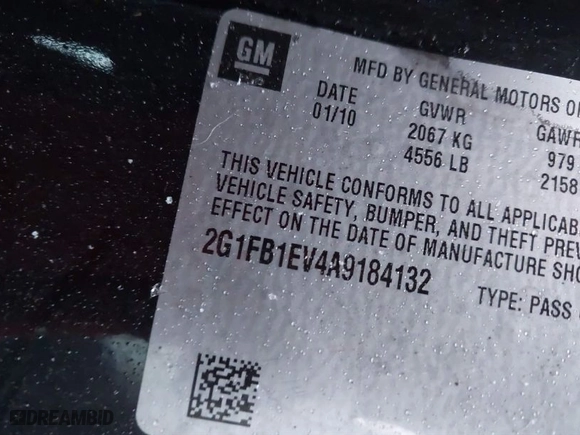 GM
MFD BY GENERAL MOTORS OF
DATE GVWR GAWR
01/10 2067 KG 979
4556 LB 2158
THIS VEHICLE CONFORMS TO ALL APPLICAB
VEHICLE SAFETY, BUMPER, AND THEFT PREV
EFFECT ON THE DATE OF MANUFACTURE SHO
2G1FB1EV4A9184132 TYPE: PASS
DREAMBID